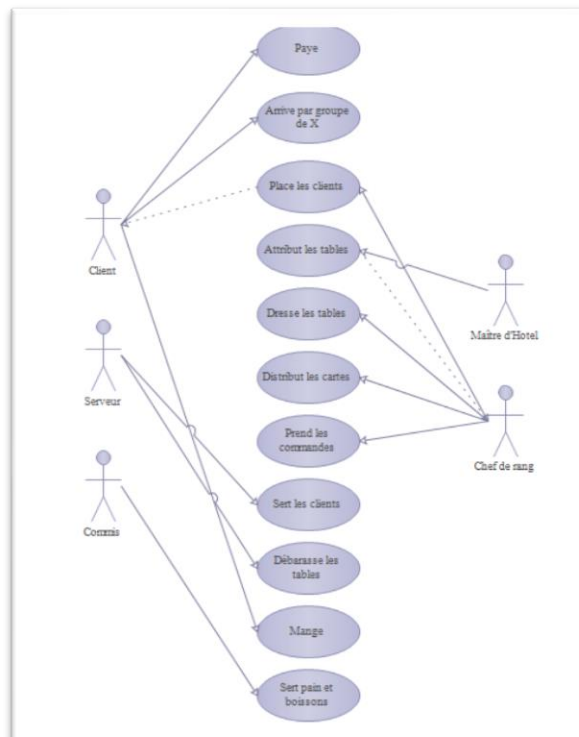 Paye
Arrive par groupe
de X
Place les clients
Client
Attribut les tables
Maitre d'Hotel
Dresse les tables
Serveur
Distribut les cartes
Chef de rang
Prend les
commandes
Commis
Sert les clients
Débarasse les
tables
Mange
Sert pain et
boissons